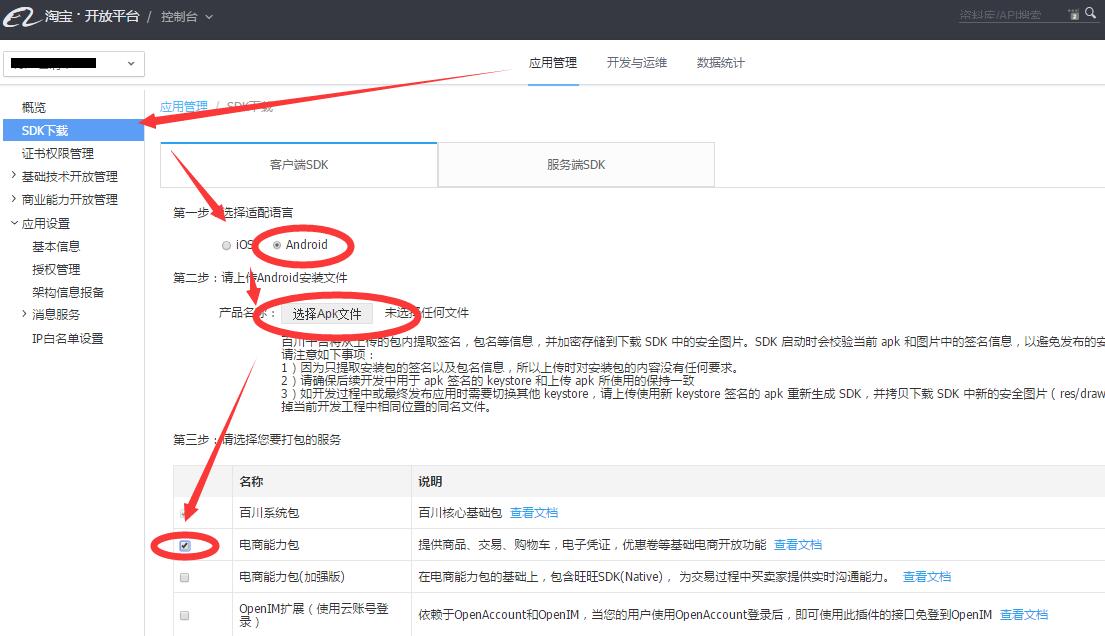 淘宝·开放平台 / 控制台
资料库/API搜索
应用管理 开发与运维 数据统计
概览
SDK下载
证书权限管理
基础技术开放管理
商业能力开放管理
应用设置
基本信息
授权管理
架构信息报备
消息服务
IP白名单设置
应用管理 / SDK下载
客户端SDK 服务端SDK
第一步:选择适配语言
iOS Android
第二步:请上传Android安装文件
产品名称: 选择Apk文件 未选择任何文件
百川平台将从上传的包内提取签名,包名等信息,并加密存储到下载 SDK 中的安全图片。SDK 启动时会校验当前 apk 和图片中的签名信息,以避免发布的安
请注意如下事项:
1)因为只提取安装包的签名以及包名信息,所以上传时对安装包的内容没有任何要求。
2)请确保后续开发中用于 apk 签名的 keystore 和上传 apk 所使用的保持一致
3)如开发过程中或最终发布应用时需要切换其他 keystore,请上传使用新 keystore 签名的 apk 重新生成 SDK,并拷贝下载 SDK 中新的安全图片(res/draw
掉当前开发工程中相同位置的同名文件。
第三步:请选择您要打包的服务
名称 说明
百川系统包 百川核心基础包 查看文档
电商能力包 提供商品、交易、购物车,电子凭证,优惠卷等基础电商开放功能 查看文档
电商能力包(加强版) 在电商能力包的基础上,包含旺旺SDK(Native),为交易过程中买卖家提供实时沟通能力。 查看文档
OpenIM扩展(使用云账号登
录) 依赖于OpenAccount和OpenIM,当您的用户使用OpenAccount登录后,即可使用此插件的接口免登到OpenIM 查看文档